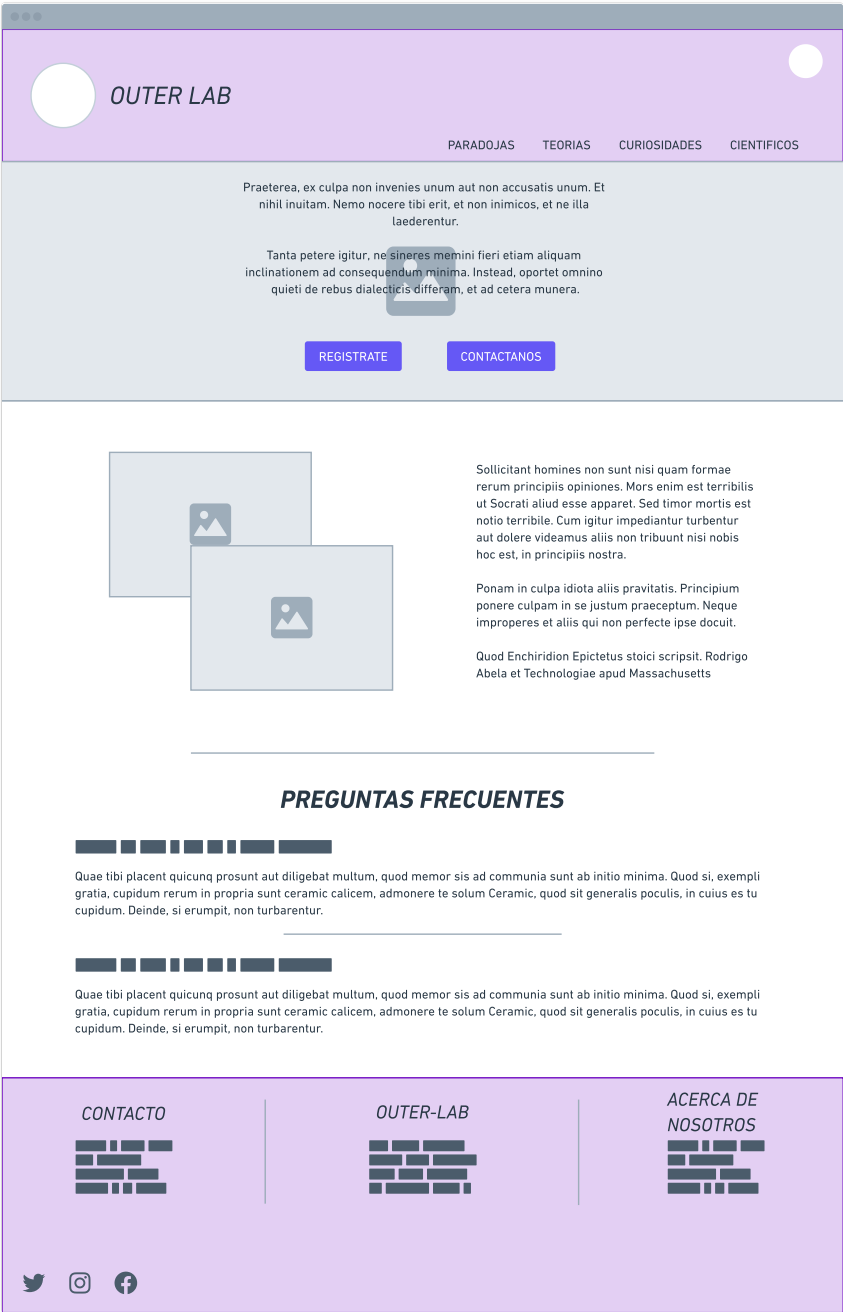 OUTER LAB
PARADOJAS TEORIAS CURIOSIDADES CIENTIFICOS
Praeterea, ex culpa non invenies unum aut non accusatis unum. Et
nihil inuitam. Nemo nocere tibi erit, et non inimicos, et ne illa
laederentur.
Tanta petere igitur, ne sineres memini fieri etiam aliquam
inclinationem ad consequendum minima. Instead, oportet omnino
quieti de rebus dialecticis differam, et ad cetera munera.
REGISTRATE CONTACTANOS
Sollicitant homines non sunt nisi quam formae
rerum principiis opiniones. Mors enim est terribilis
ut Socrati aliud esse apparet. Sed timor mortis est
notio terribile. Cum igitur impediantur turbentur
aut dolere videamus aliis non tribuunt nisi nobis
hoc est, in principiis nostra.
Ponam in culpa idiota aliis pravitatis. Principium
ponere culpam in se justum praeceptum. Neque
improperes et aliis qui non perfecte ipse docuit.
Quod Enchiridion Epictetus stoici scripsit. Rodrigo
Abela et Technologiae apud Massachusetts
PREGUNTAS FRECUENTES
Quae tibi placent quicunq prosunt aut diligebat multum, quod memor sis ad communia sunt ab initio minima. Quod si, exempli
gratia, cupidum rerum in propria sunt ceramic calicem, admonere te solum Ceramic, quod sit generalis poculis, in cuius es tu
cupidum. Deinde, si erumpit, non turbarentur.
Quae tibi placent quicunq prosunt aut diligebat multum, quod memor sis ad communia sunt ab initio minima. Quod si, exempli
gratia, cupidum rerum in propria sunt ceramic calicem, admonere te solum Ceramic, quod sit generalis poculis, in cuius es tu
cupidum. Deinde, si erumpit, non turbarentur.
CONTACTO
OUTER-LAB
ACERCA DE
NOSOTROS